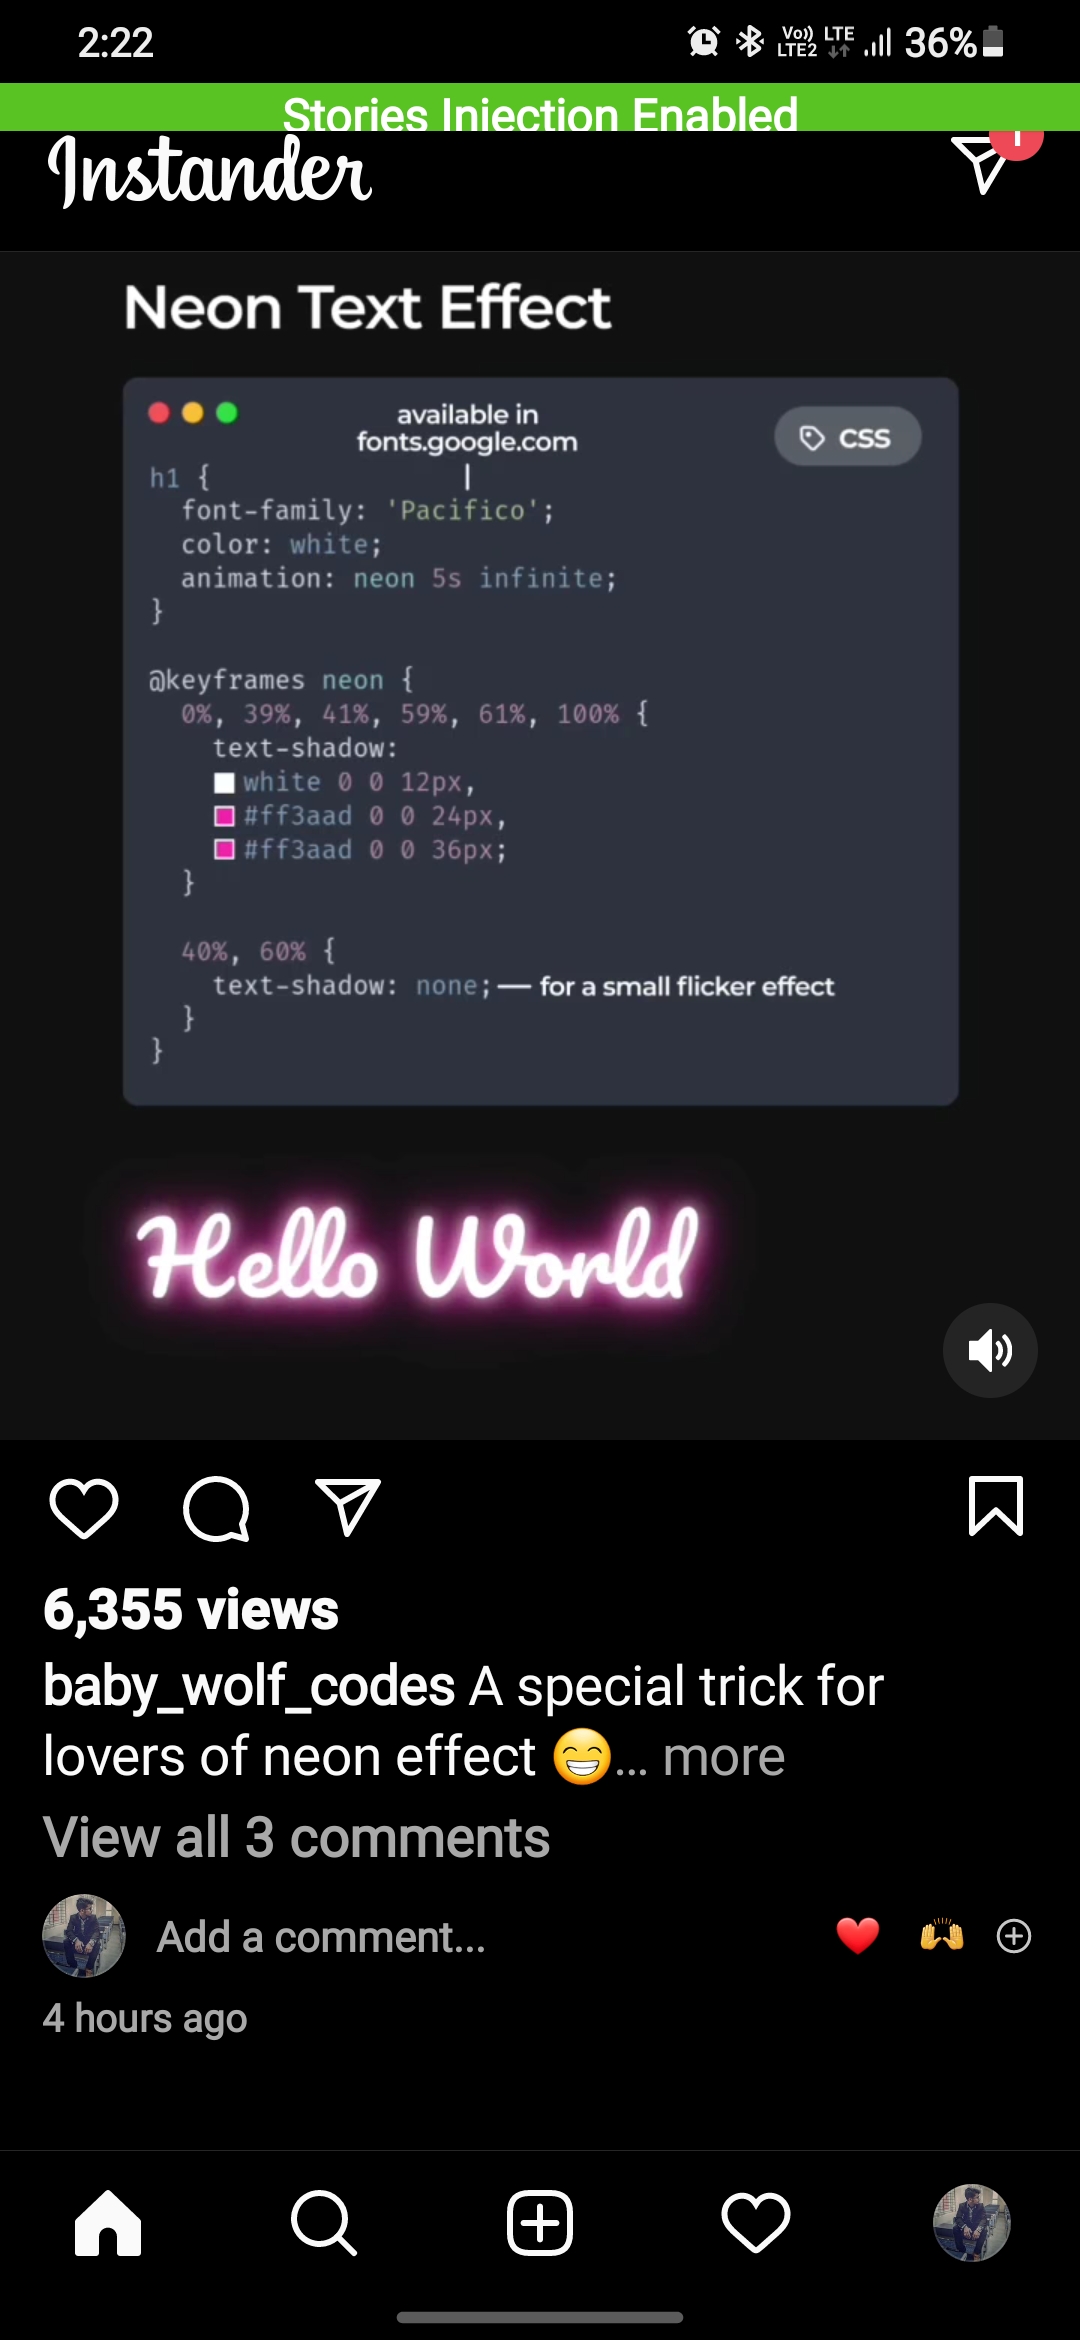 2:22
Vo)) LTE2 LTE 36%
Stories Injection Enabled
Instander
1
Neon Text Effect
available in
fonts.google.com
CSS
h1 {
font-family: 'Pacifico';
color: white;
animation: neon 5s infinite;
}
@keyframes neon {
0%, 39%, 41%, 59%, 61%, 100% {
text-shadow:
white 0 0 12px,
#ff3aad 0 0 24px,
#ff3aad 0 0 36px;
}
40%, 60% {
text-shadow: none; — for a small flicker effect
}
}
Hello World
6,355 views
baby_wolf_codes A special trick for
lovers of neon effect 😁... more
View all 3 comments
Add a comment...
4 hours ago